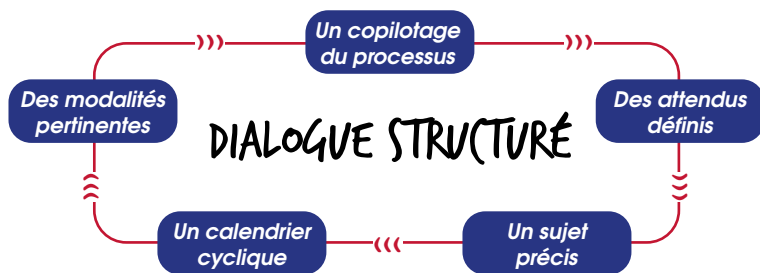 Un copilotage
du processus
Des modalités
pertinentes
Des attendus
définis
DIALOGUE STRUCTURÉ
Un calendrier
cyclique
Un sujet
précis